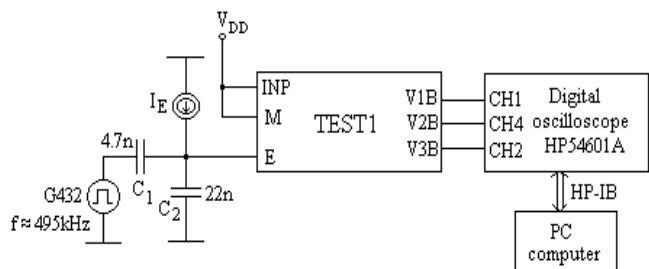 V_DD
I_E
INP
M
E
TEST1
V1B
V2B
V3B
CH1
CH4
CH2
Digital
oscilloscope
HP54601A
4.7n
C_1
C_2
22n
G432
f≈495kHz
HP-IB
PC
computer